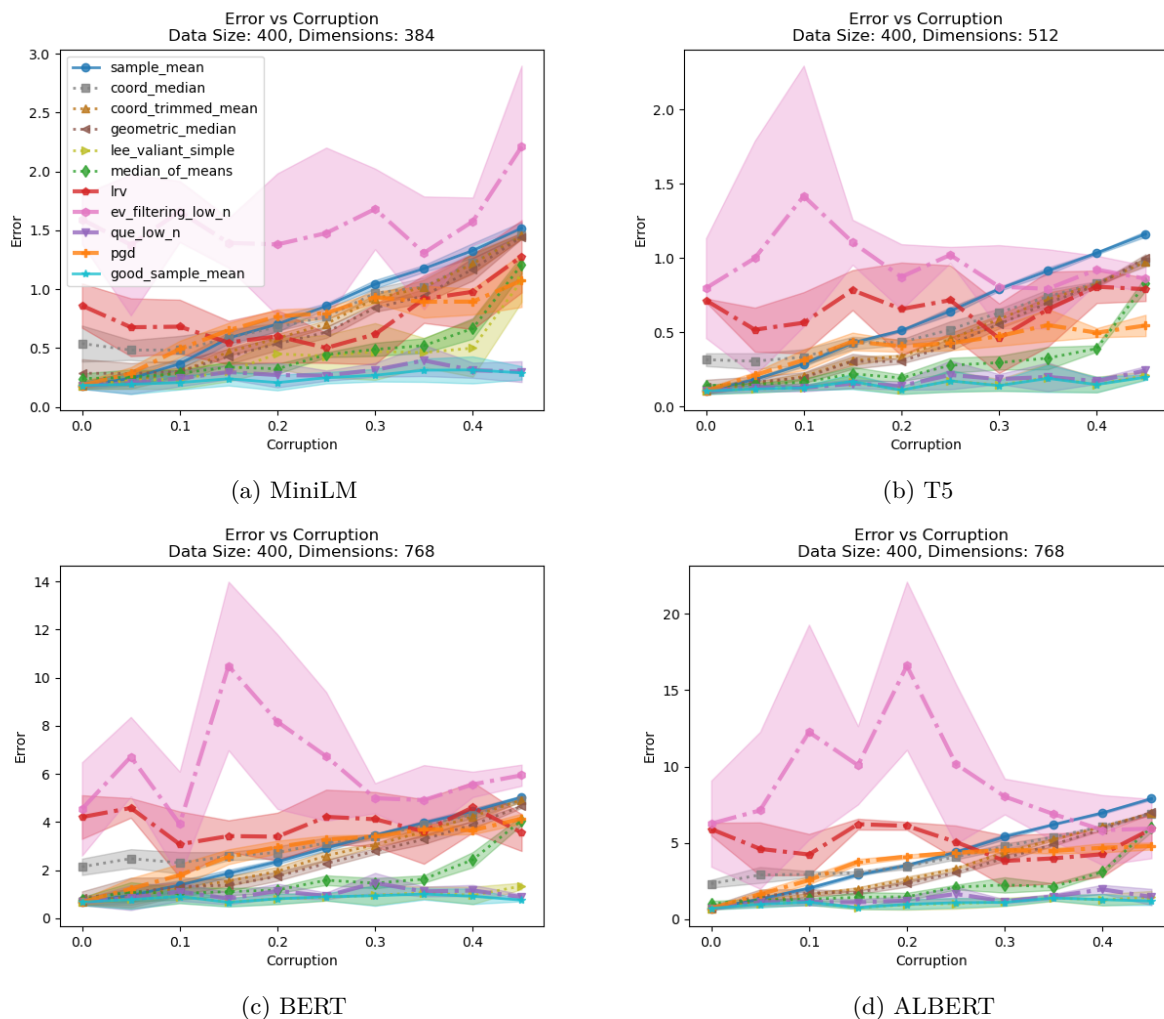 Error vs Corruption
Data Size: 400, Dimensions: 384
3.0
2.5
2.0
1.5
1.0
0.5
0.0
Error
sample_mean
coord_median
coord_trimmed_mean
geometric_median
lee_valiant_simple
median_of_means
lrv
ev_filtering_low_n
que_low_n
pgd
good_sample_mean
0.0 0.1 0.2 0.3 0.4
Corruption
(a) MiniLM
Error vs Corruption
Data Size: 400, Dimensions: 512
2.0
1.5
1.0
0.5
0.0
Error
0.0 0.1 0.2 0.3 0.4
Corruption
(b) T5
Error vs Corruption
Data Size: 400, Dimensions: 768
14
12
10
8
6
4
2
0
Error
0.0 0.1 0.2 0.3 0.4
Corruption
(c) BERT
Error vs Corruption
Data Size: 400, Dimensions: 768
20
15
10
5
0
Error
0.0 0.1 0.2 0.3 0.4
Corruption
(d) ALBERT